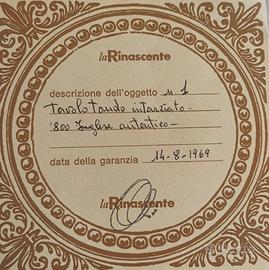 la Rinascente
descrizione dell'oggetto n. 1
Tavolo tondo intarziato-
'800 Inglese autentico-
data della garanzia 14-8-1969
la Rinascente